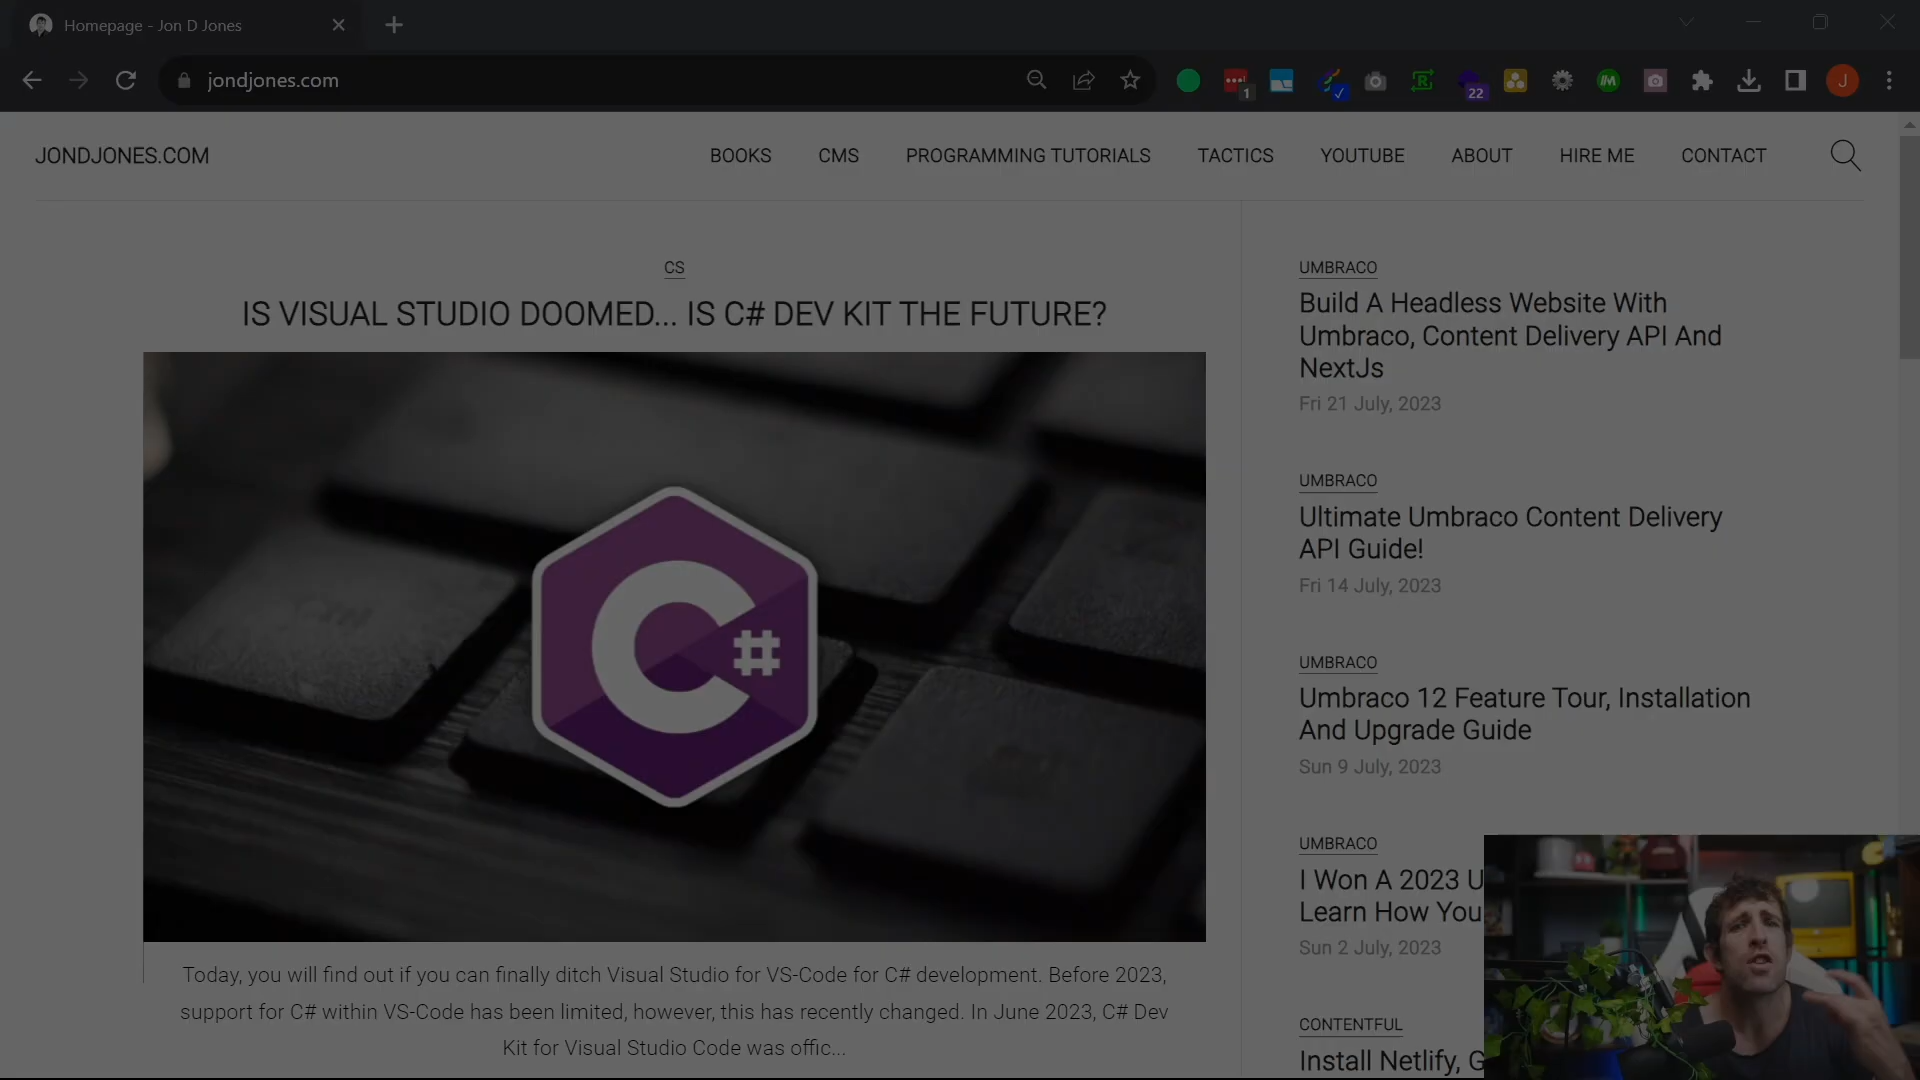 Homepage - Jon D Jones
jondjones.com
1
22
J
JONDJONES.COM
BOOKS
CMS
PROGRAMMING TUTORIALS
TACTICS
YOUTUBE
ABOUT
HIRE ME
CONTACT
CS
IS VISUAL STUDIO DOOMED... IS C# DEV KIT THE FUTURE?
C#
Today, you will find out if you can finally ditch Visual Studio for VS-Code for C# development. Before 2023,
support for C# within VS-Code has been limited, however, this has recently changed. In June 2023, C# Dev
Kit for Visual Studio Code was offic...
UMBRACO
Build A Headless Website With
Umbraco, Content Delivery API And
NextJs
Fri 21 July, 2023
UMBRACO
Ultimate Umbraco Content Delivery
API Guide!
Fri 14 July, 2023
UMBRACO
Umbraco 12 Feature Tour, Installation
And Upgrade Guide
Sun 9 July, 2023
UMBRACO
I Won A 2023 U
Learn How You
Sun 2 July, 2023
CONTENTFUL
Install Netlify, G